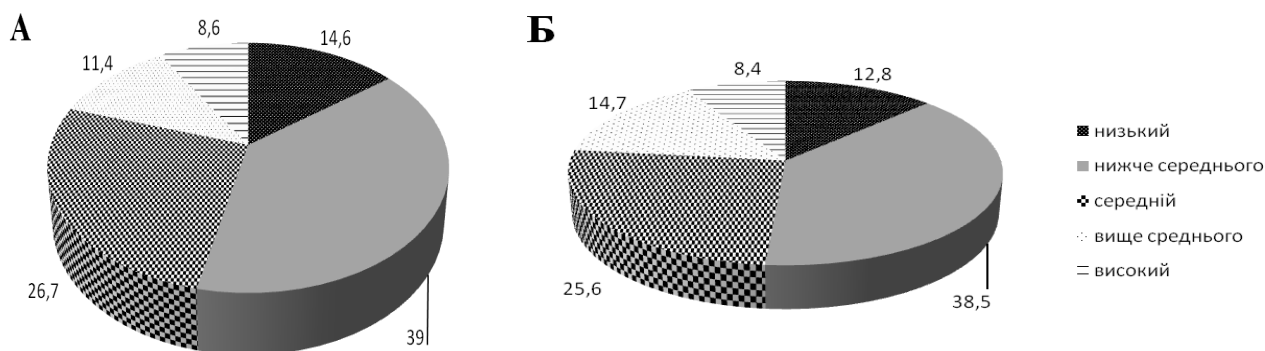 А
8,6
14,6
11,4
26,7
39
Б
8,4
12,8
14,7
25,6
38,5
низький
нижче середнього
середній
вище среднього
високий